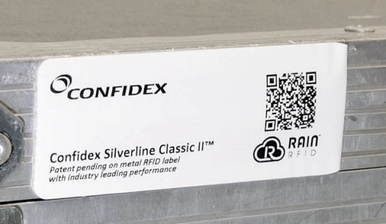 CONFIDEX
Confidex Silverline Classic II™
Patent pending on metal RFID label
with industry leading performance
RAIN
RFID